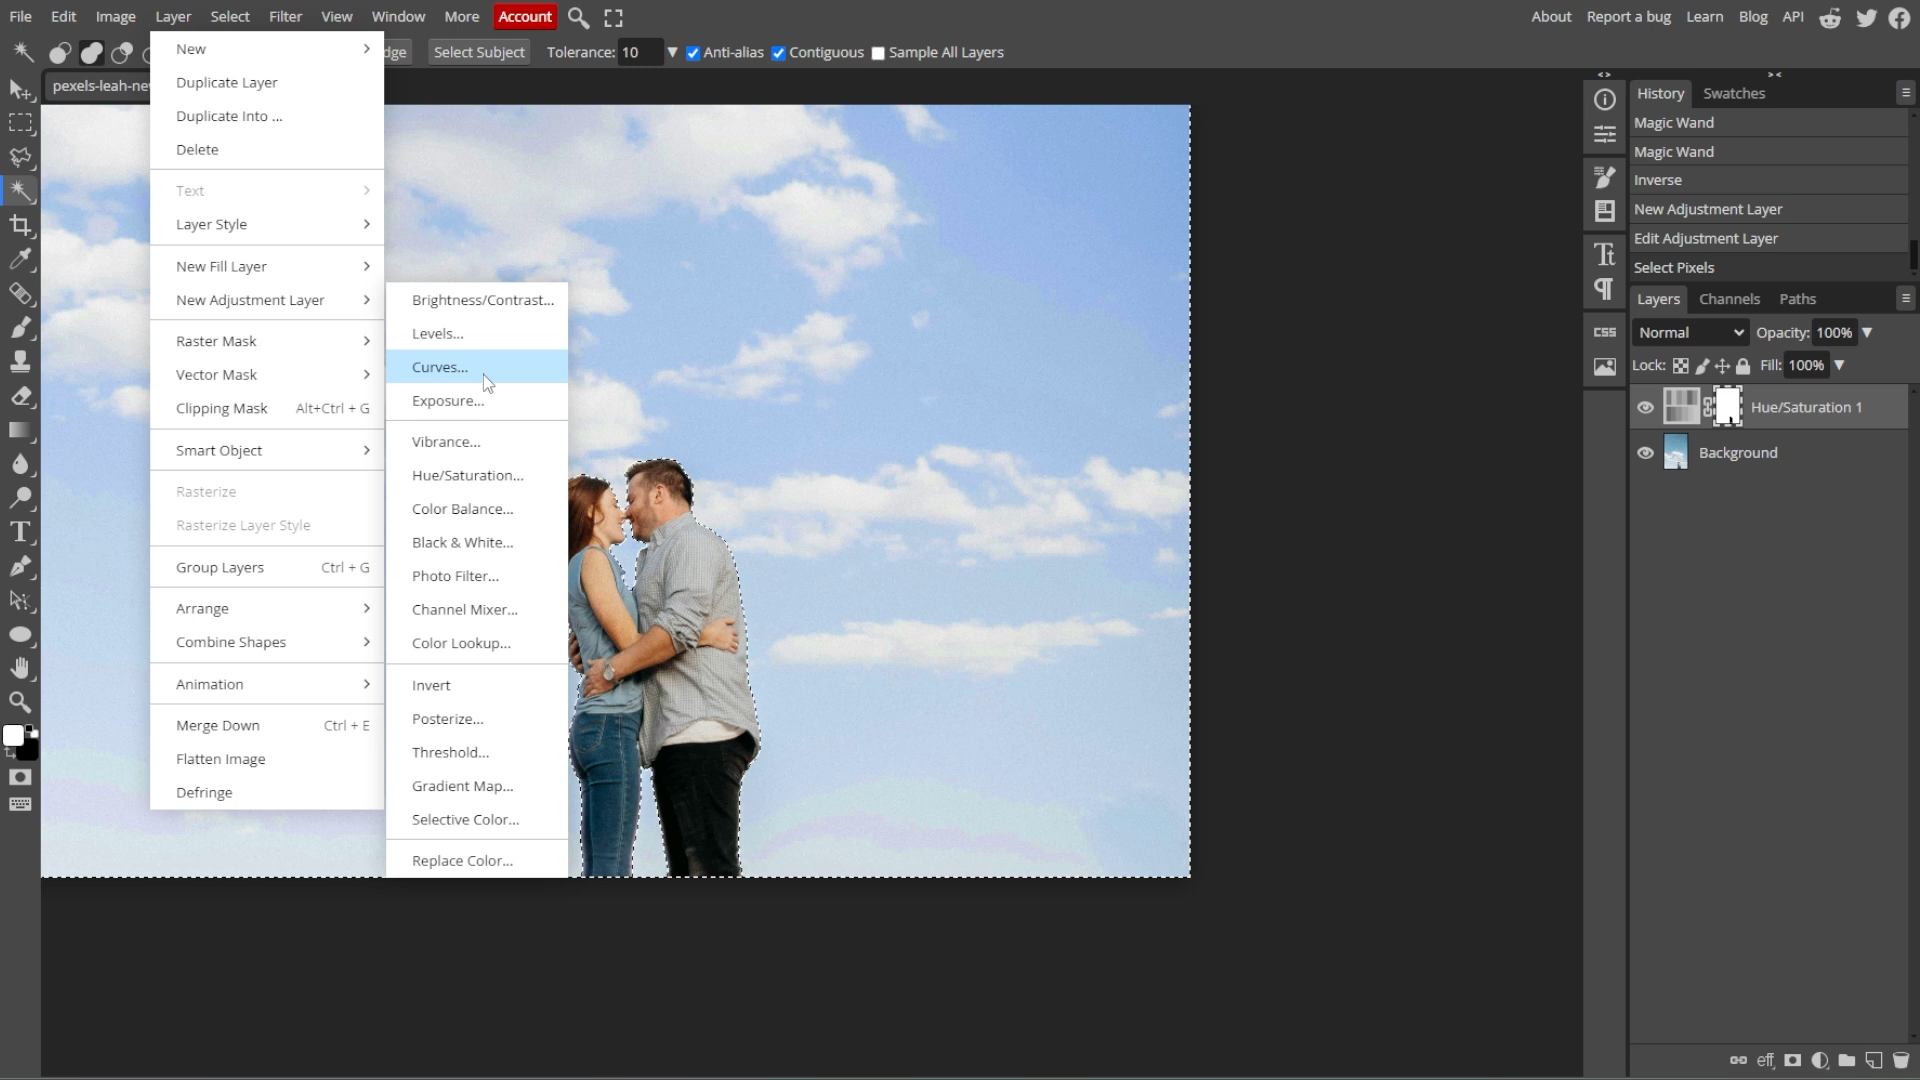 File Edit Image Layer Select Filter View Window More Account About Report a bug Learn Blog API
dge Select Subject Tolerance: 10 Anti-alias Contiguous Sample All Layers
pexels-leah-ne
New
Duplicate Layer
Duplicate Into ...
Delete
Text
Layer Style
New Fill Layer
New Adjustment Layer
Raster Mask
Vector Mask
Clipping Mask Alt+Ctrl + G
Smart Object
Rasterize
Rasterize Layer Style
Group Layers Ctrl + G
Arrange
Combine Shapes
Animation
Merge Down Ctrl + E
Flatten Image
Defringe
Brightness/Contrast...
Levels...
Curves...
Exposure...
Vibrance...
Hue/Saturation...
Color Balance...
Black & White...
Photo Filter...
Channel Mixer...
Color Lookup...
Invert
Posterize...
Threshold...
Gradient Map...
Selective Color...
Replace Color...
CSS
History Swatches
Magic Wand
Magic Wand
Inverse
New Adjustment Layer
Edit Adjustment Layer
Select Pixels
Layers Channels Paths
Normal Opacity: 100%
Lock: Fill: 100%
Hue/Saturation 1
Background
eff